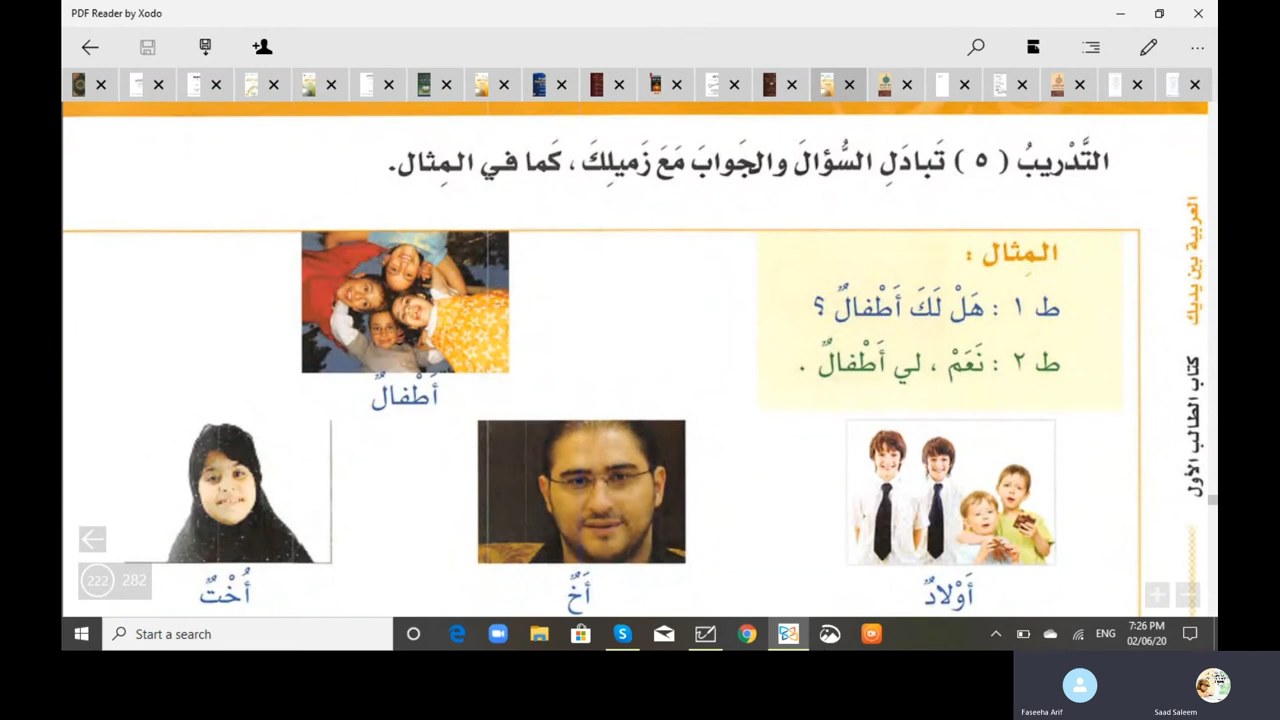 PDF Reader by Xodo
التَّدْرِيبُ ( ٥ ) تَبادَلِ السُّؤالَ والجَوابَ مَعَ زَميلِكَ ، كَما في المِثال.
المِثال :
ط ١ : هَلْ لَكَ أَطْفالٌ ؟
ط ٢ : نَعَمْ ، لي أَطْفالٌ .
أَطْفالٌ
أَوْلادٌ
أَخٌ
أُخْتٌ
العربية بين يديك
كتاب الطالب الأول
222 282
Start a search
ENG
7:26 PM
02/06/20
Faseeha Arif
Saad Saleem